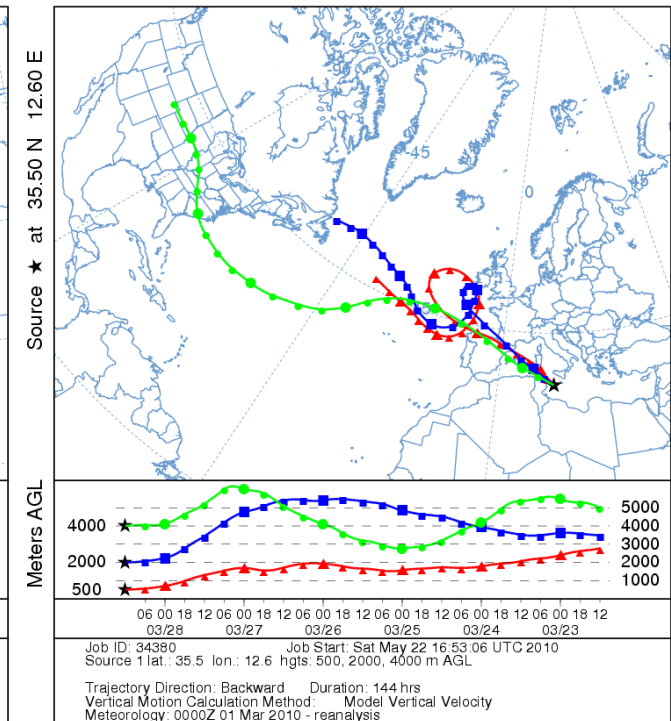 Source ★ at 35.50 N 12.60 E
-45
0
Meters AGL
4000
2000
500
5000
4000
3000
2000
1000
06 00 18 12 06 00 18 12 06 00 18 12 06 00 18 12 06 00 18 12 06 00 18 12
03/28 03/27 03/26 03/25 03/24 03/23
Job ID: 34380 Job Start: Sat May 22 16:53:06 UTC 2010
Source 1 lat.: 35.5 lon.: 12.6 hgts: 500, 2000, 4000 m AGL
Trajectory Direction: Backward Duration: 144 hrs
Vertical Motion Calculation Method: Model Vertical Velocity
Meteorology: 0000Z 01 Mar 2010 - reanalysis